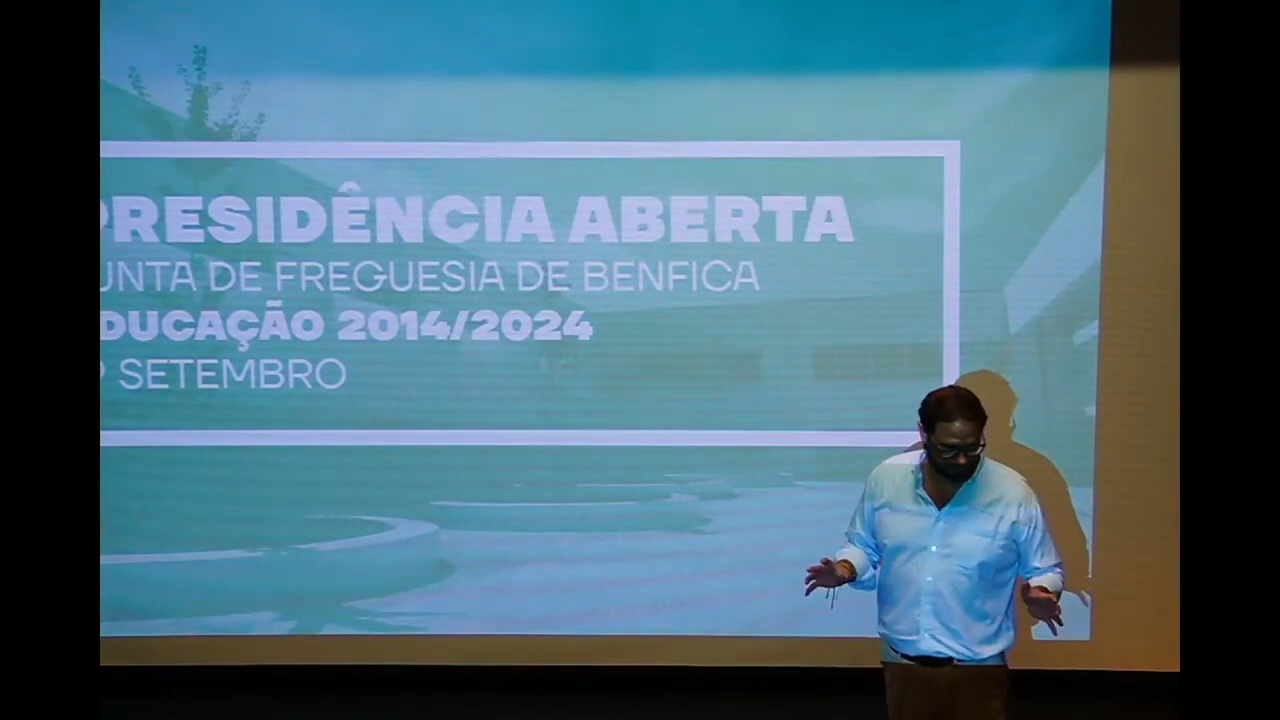 PRESIDÊNCIA ABERTA
UNTA DE FREGUESIA DE BENFICA
DUCAÇÃO 2014/2024
SETEMBRO